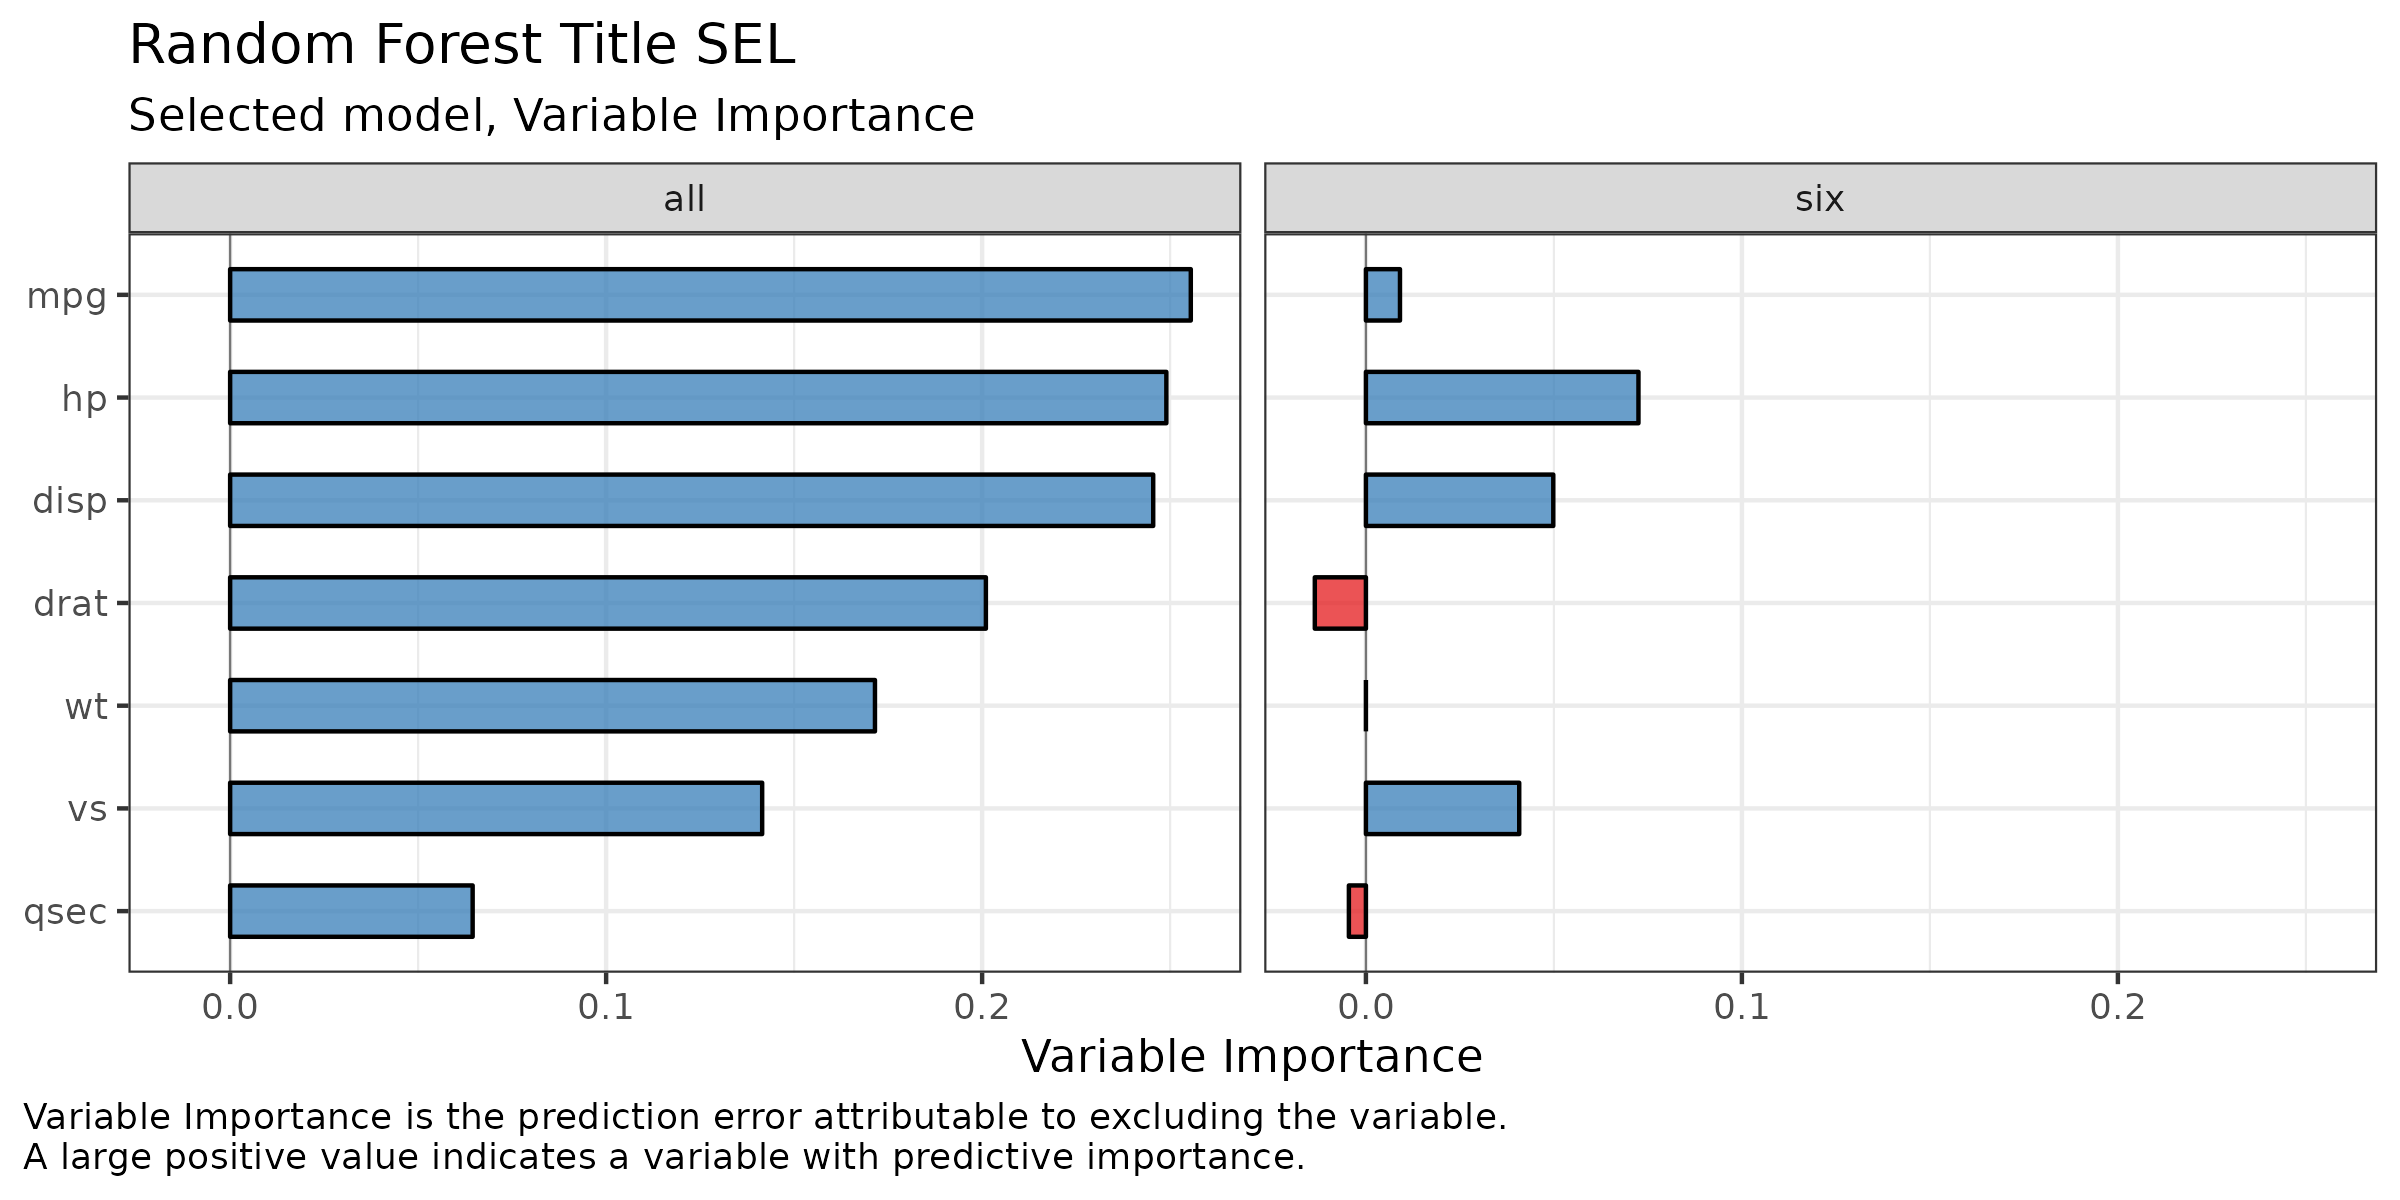 Random Forest Title SEL
Selected model, Variable Importance
all
six
mpg
hp
disp
drat
wt
vs
qsec
0.0 0.1 0.2
0.0 0.1 0.2
Variable Importance
Variable Importance is the prediction error attributable to excluding the variable.
A large positive value indicates a variable with predictive importance.